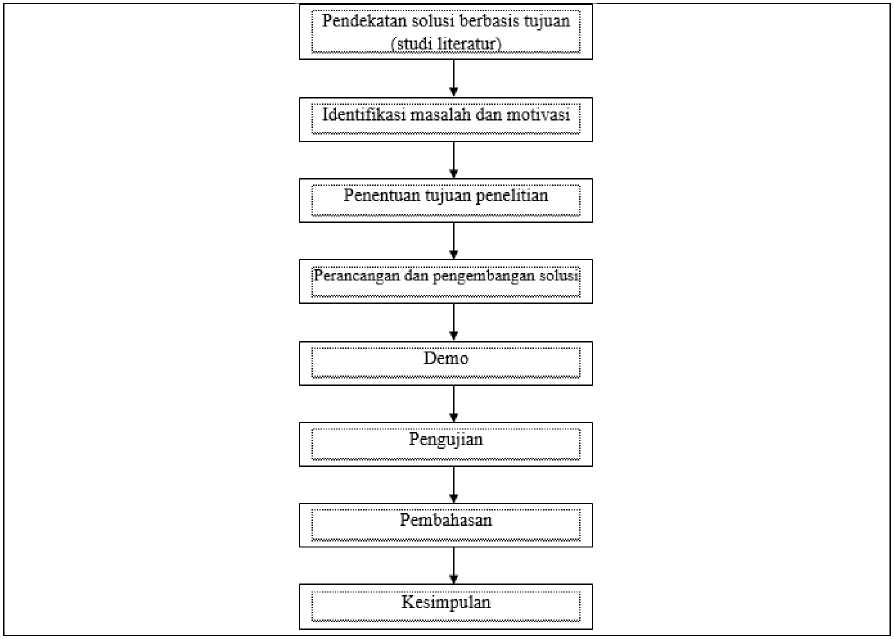 Pendekatan solusi berbasis tujuan
(studi literatur)
Identifikasi masalah dan motivasi
Penentuan tujuan penelitian
Perancangan dan pengembangan solusi
Demo
Pengujian
Pembahasan
Kesimpulan